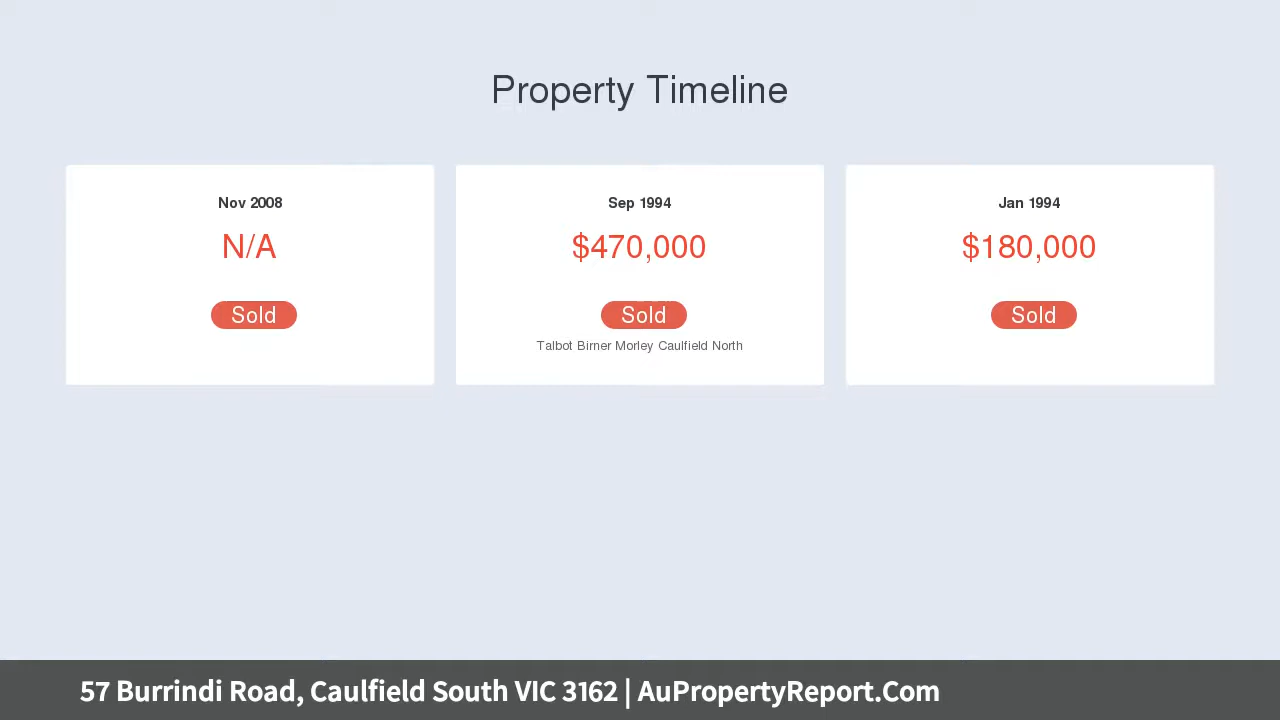 Property Timeline
Nov 2008
N/A
Sold
Sep 1994
$470,000
Sold
Talbot Birner Morley Caulfield North
Jan 1994
$180,000
Sold
57 Burrindi Road, Caulfield South VIC 3162 | AuPropertyReport.Com